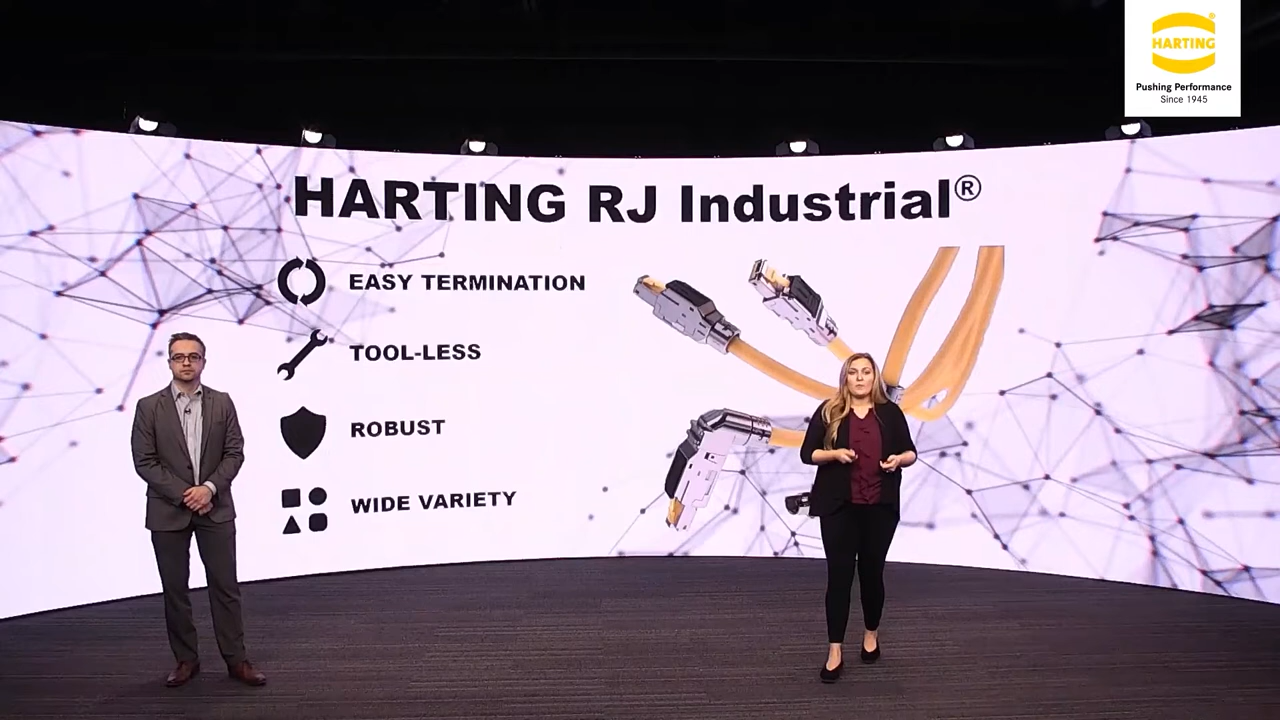 HARTING
Pushing Performance
Since 1945
HARTING RJ Industrial®
EASY TERMINATION
TOOL-LESS
ROBUST
WIDE VARIETY